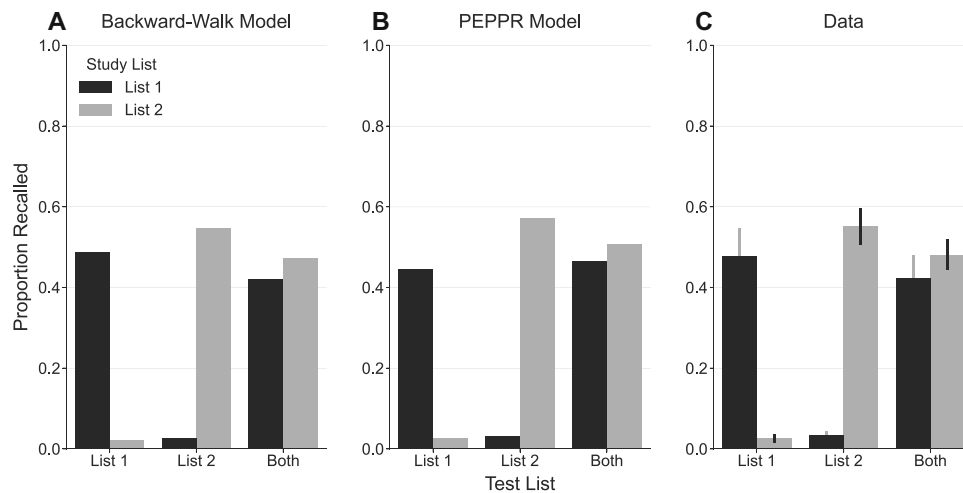 A Backward-Walk Model
B PEPPR Model
C Data
Study List
List 1
List 2
Proportion Recalled
1.0
0.8
0.6
0.4
0.2
0.0
List 1 List 2 Both
1.0
0.8
0.6
0.4
0.2
0.0
List 1 List 2 Both
1.0
0.8
0.6
0.4
0.2
0.0
List 1 List 2 Both
Test List